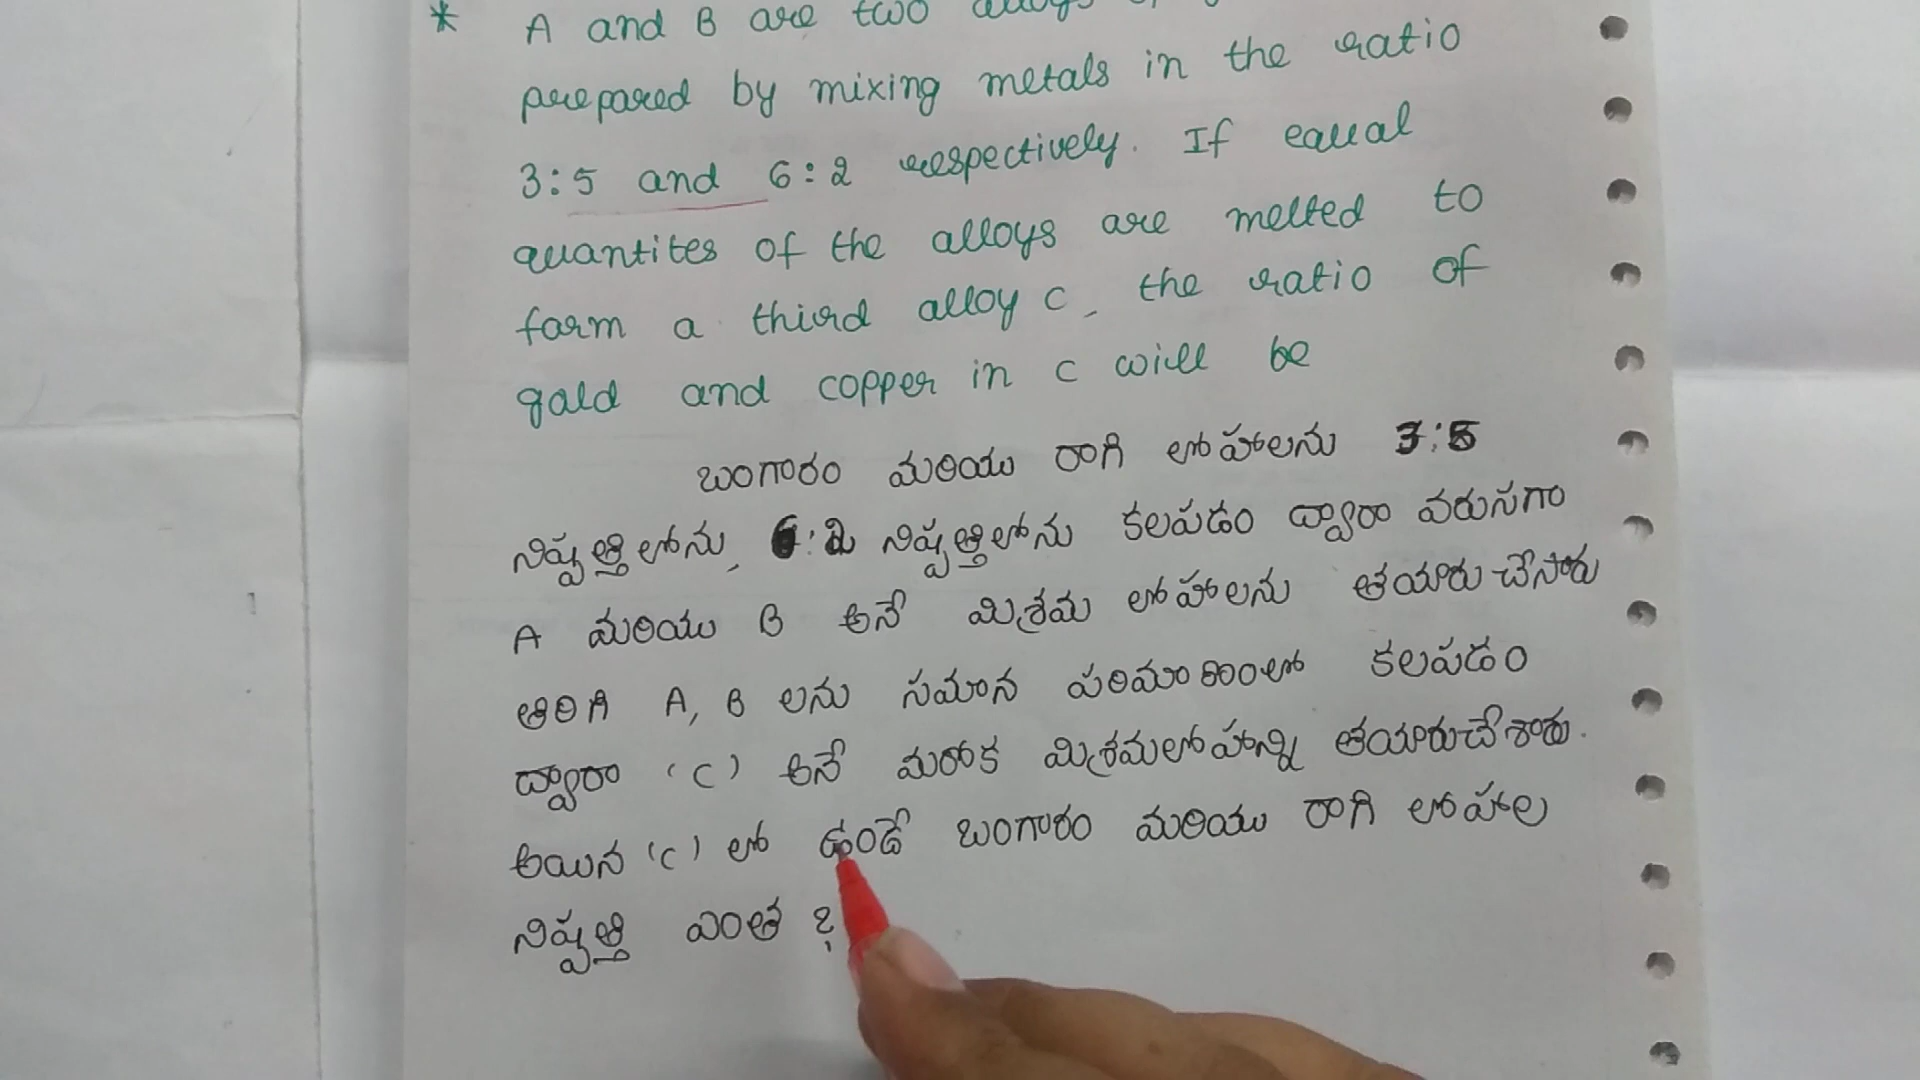 * A and B are two alloys
prepared by mixing metals in the ratio
3:5 and 6:2 respectively. If equal
quantites of the alloys are melted to
form a third alloy C, the ratio of
gold and copper in C will be
బంగారం మరియు రాగి లోహాలను 3:5
నిష్పత్తిలోను, 6:2 నిష్పత్తిలోను కలపడం ద్వారా వరుసగా
A మరియు B అనే మిశ్రమ లోహాలను తయారుచేసారు
తిరిగి A, B లను సమాన పరిమాణంలో కలపడం
ద్వారా 'C' అనే మరొక మిశ్రమలోహాన్ని తయారుచేశారు.
అయిన 'C' లో ఉండే బంగారం మరియు రాగి లోహాల
నిష్పత్తి ఎంత ?